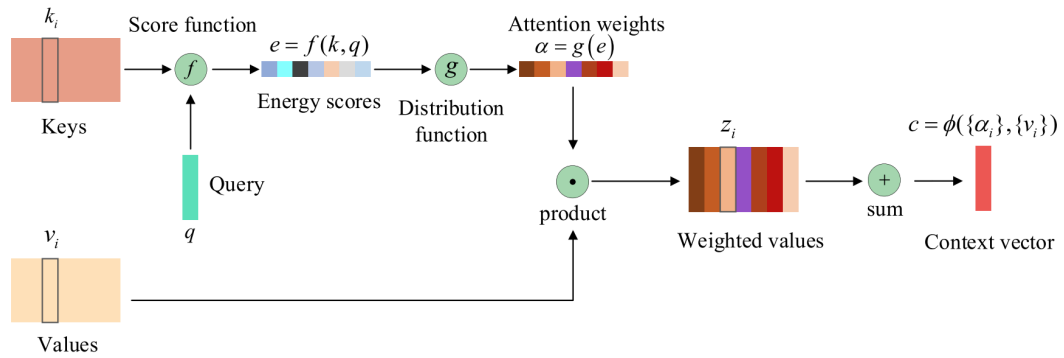 k_i
Score function
f
Keys
e = f(k, q)
Energy scores
g
Distribution
function
Attention weights
α = g(e)
Query
q
product
z_i
Weighted values
+
sum
c = ϕ({α_i}, {v_i})
Context vector
v_i
Values